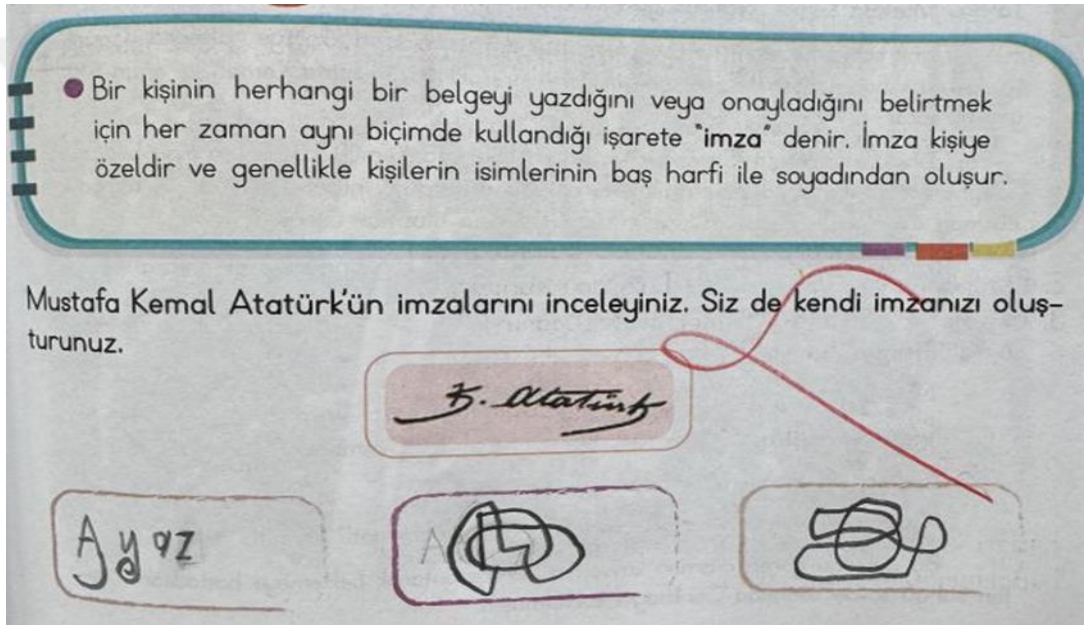 Bir kişinin herhangi bir belgeyi yazdığını veya onayladığını belirtmek
için her zaman aynı biçimde kullandığı işarete "imza" denir. İmza kişiye
özeldir ve genellikle kişilerin isimlerinin baş harfi ile soyadından oluşur.
Mustafa Kemal Atatürk'ün imzalarını inceleyiniz. Siz de kendi imzanızı oluş-
turunuz.
K. Atatürk
Ayaz